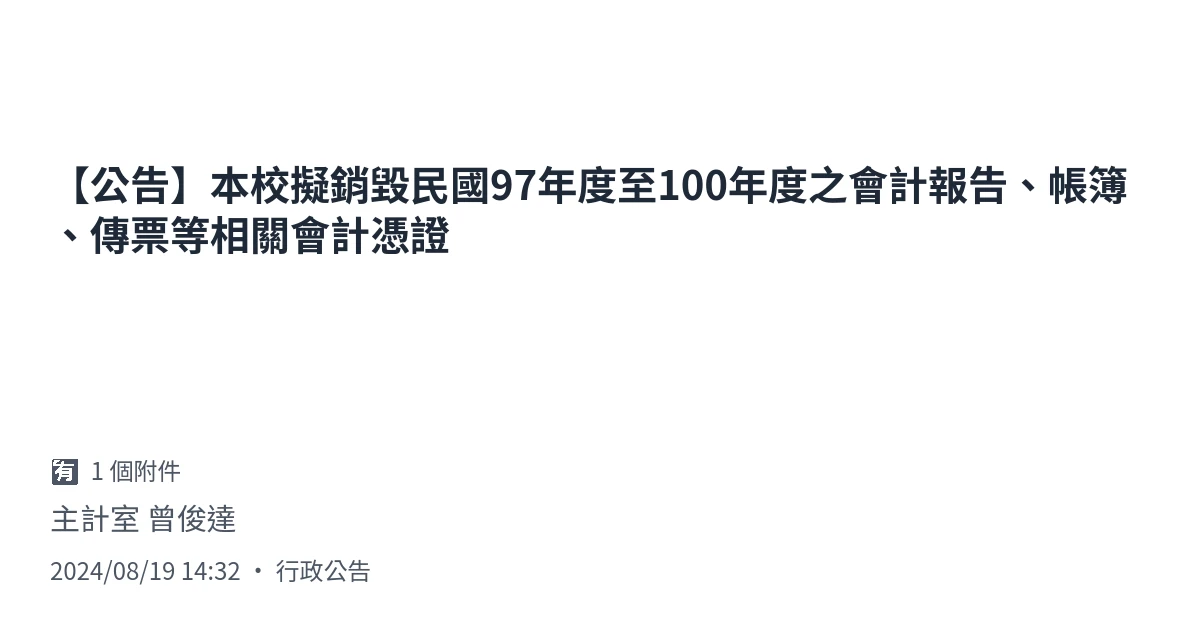 【公告】本校擬銷毀民國97年度至100年度之會計報告、帳簿
、傳票等相關會計憑證
🈶 1 個附件
主計室 曾俊達
2024/08/19 14:32 • 行政公告